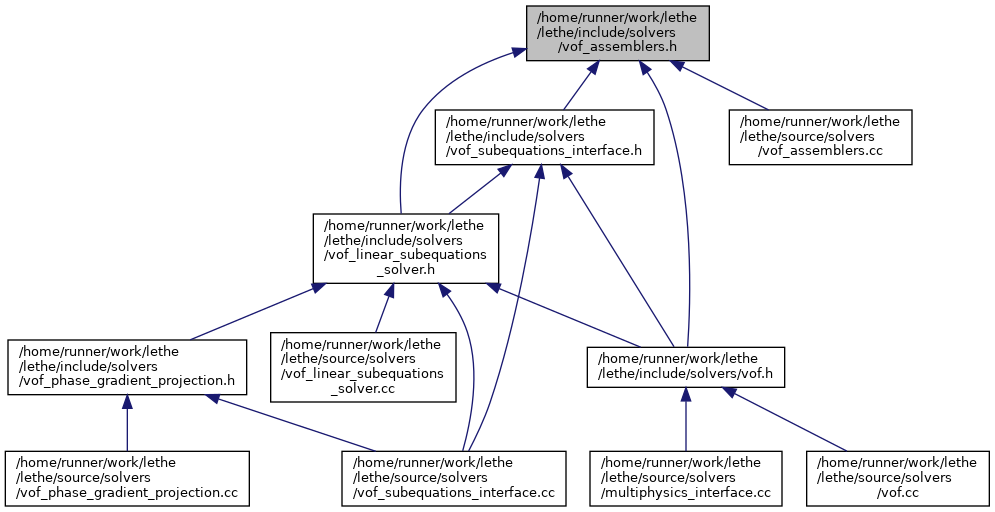 /home/runner/work/lethe
/lethe/include/solvers
/vof_assemblers.h
/home/runner/work/lethe
/lethe/include/solvers
/vof_subequations_interface.h
/home/runner/work/lethe
/lethe/source/solvers
/vof_assemblers.cc
/home/runner/work/lethe
/lethe/include/solvers
/vof_linear_subequations
_solver.h
/home/runner/work/lethe
/lethe/include/solvers
/vof_phase_gradient_projection.h
/home/runner/work/lethe
/lethe/source/solvers
/vof_linear_subequations
_solver.cc
/home/runner/work/lethe
/lethe/include/solvers/vof.h
/home/runner/work/lethe
/lethe/source/solvers
/vof_phase_gradient_projection.cc
/home/runner/work/lethe
/lethe/source/solvers
/vof_subequations_interface.cc
/home/runner/work/lethe
/lethe/source/solvers
/multiphysics_interface.cc
/home/runner/work/lethe
/lethe/source/solvers
/vof.cc